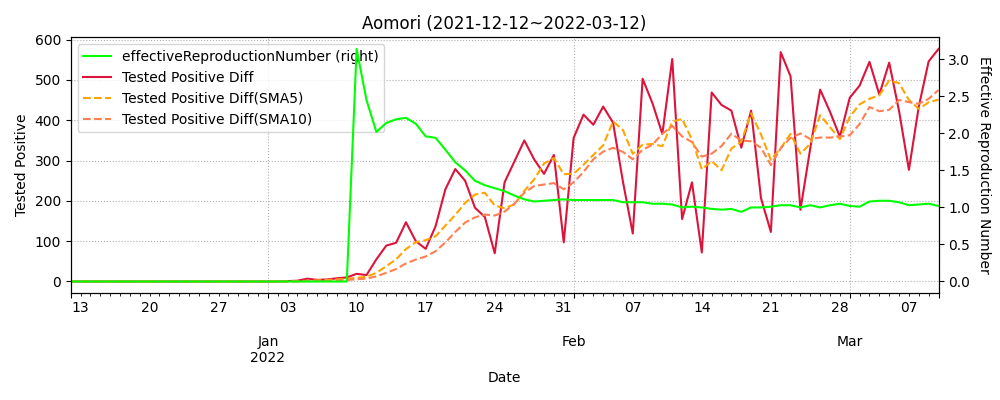 Aomori (2021-12-12~2022-03-12)
effectiveReproductionNumber (right)
Tested Positive Diff
Tested Positive Diff(SMA5)
Tested Positive Diff(SMA10)
Tested Positive
600
500
400
300
200
100
0
3.0
2.5
2.0
1.5
1.0
0.5
0.0
Effective Reproduction Number
13 20 27 03 10 17 24 31 07 14 21 28 07
Jan Feb Mar
2022
Date